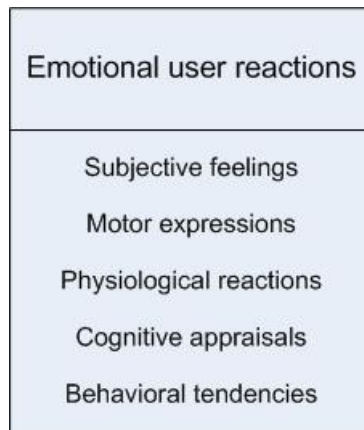 Emotional user reactions
Subjective feelings
Motor expressions
Physiological reactions
Cognitive appraisals
Behavioral tendencies